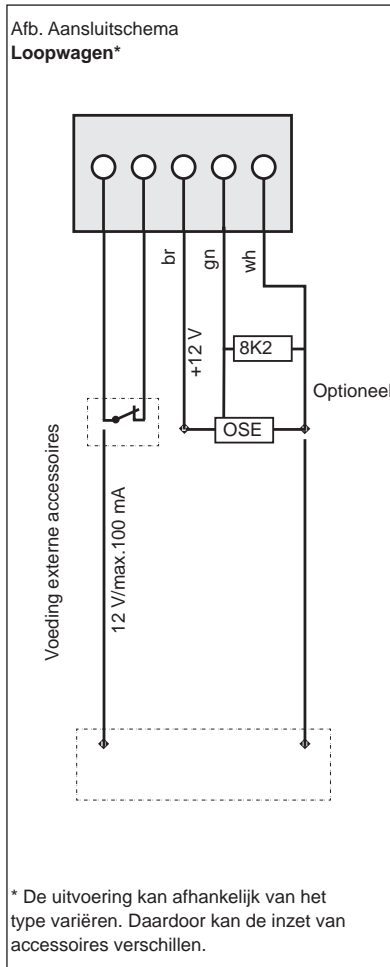 Afb. Aansluitschema
Loopwagen*
br
gn
wh
+12 V
8K2
Optioneel
OSE
Voeding externe accessoires
12 V/max.100 mA
* De uitvoering kan afhankelijk van het
type variëren. Daardoor kan de inzet van
accessoires verschillen.